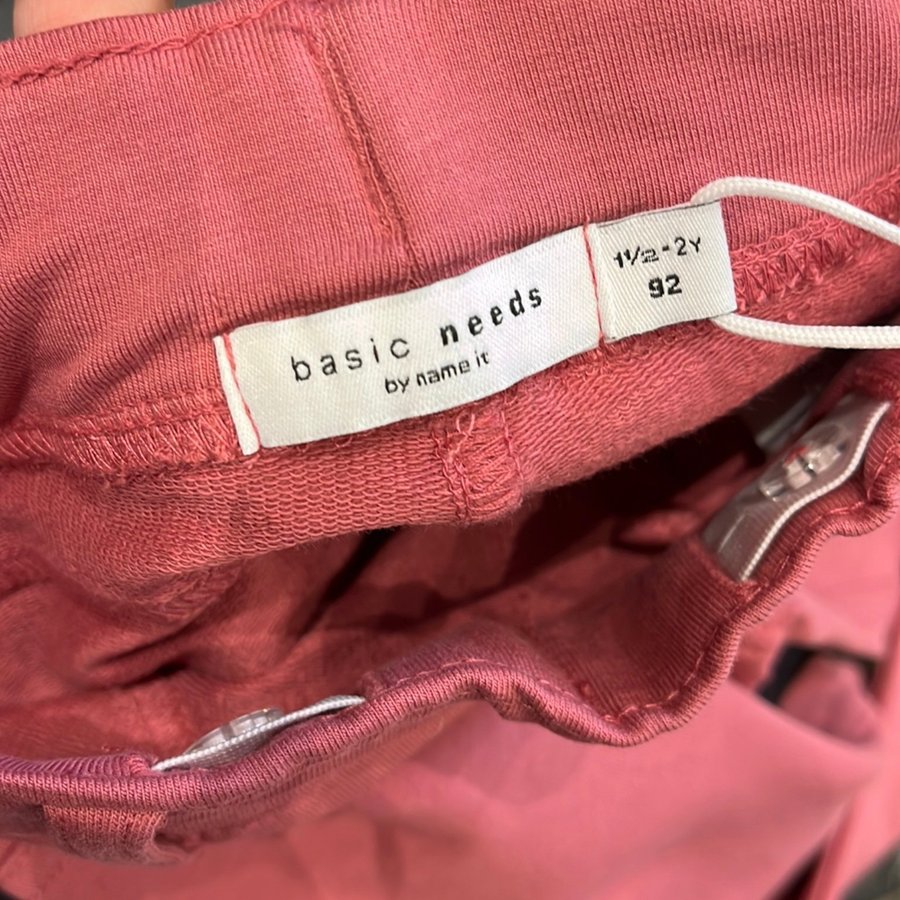 basic needs
by name it
1½-2Y
92